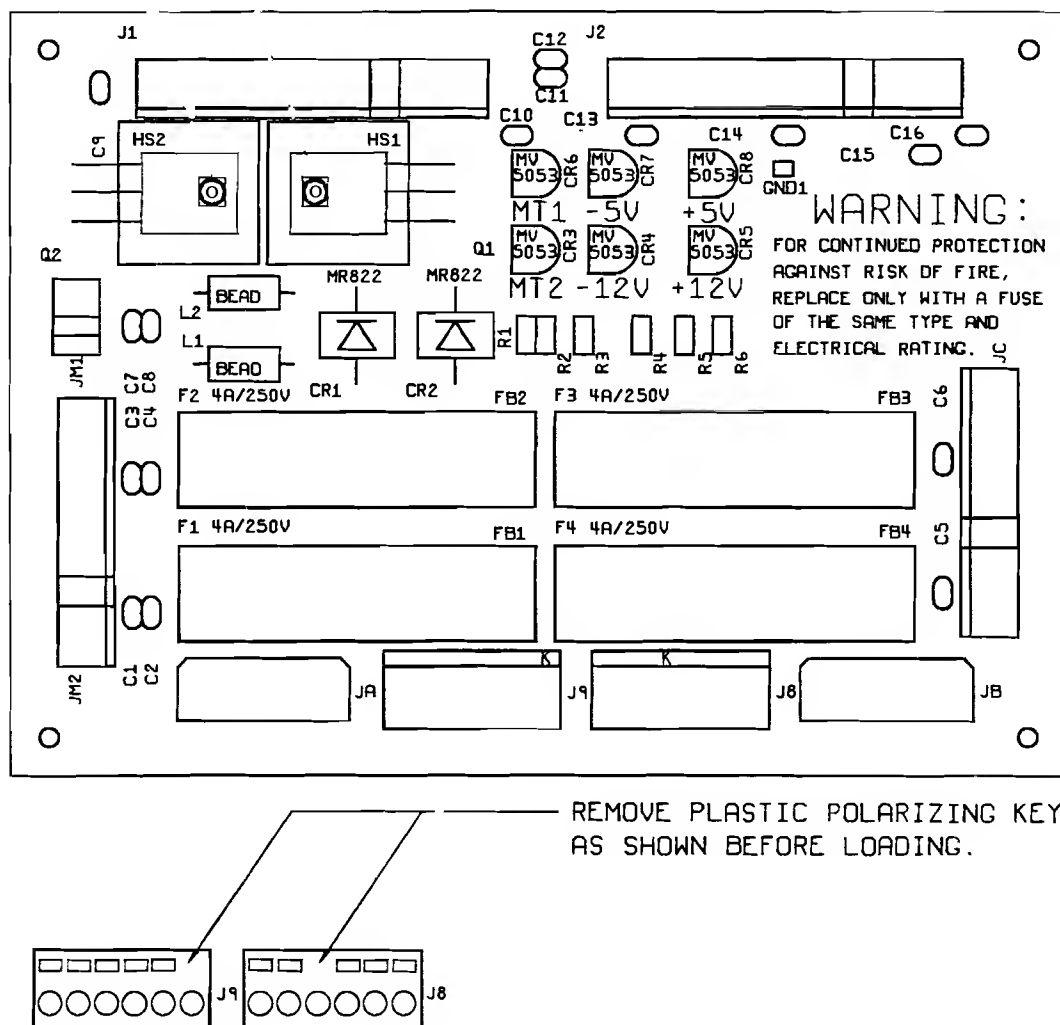 J1
J2
C12
C11
C10
C13
C14
C16
C15
C9
HS2
HS1
MV
5053
CR6
MV
5053
CR7
MV
5053
CR8
GND1
MT1 -5V +5V
WARNING:
FOR CONTINUED PROTECTION
AGAINST RISK OF FIRE,
REPLACE ONLY WITH A FUSE
OF THE SAME TYPE AND
ELECTRICAL RATING.
Q2
Q1
MV
5053
CR3
MV
5053
CR4
MV
5053
CR5
MT2 -12V +12V
MR822
MR822
BEAD
L2
L1
BEAD
CR1
CR2
R1
R2
R3
R4
R5
R6
JC
JM1
C7
C8
C3
C4
F2 4A/250V
FB2
F3 4A/250V
FB3
C6
F1 4A/250V
FB1
F4 4A/250V
FB4
C5
JM2
C1
C2
JA
K
J9
K
J8
JB
REMOVE PLASTIC POLARIZING KEY
AS SHOWN BEFORE LOADING.
J9
J8